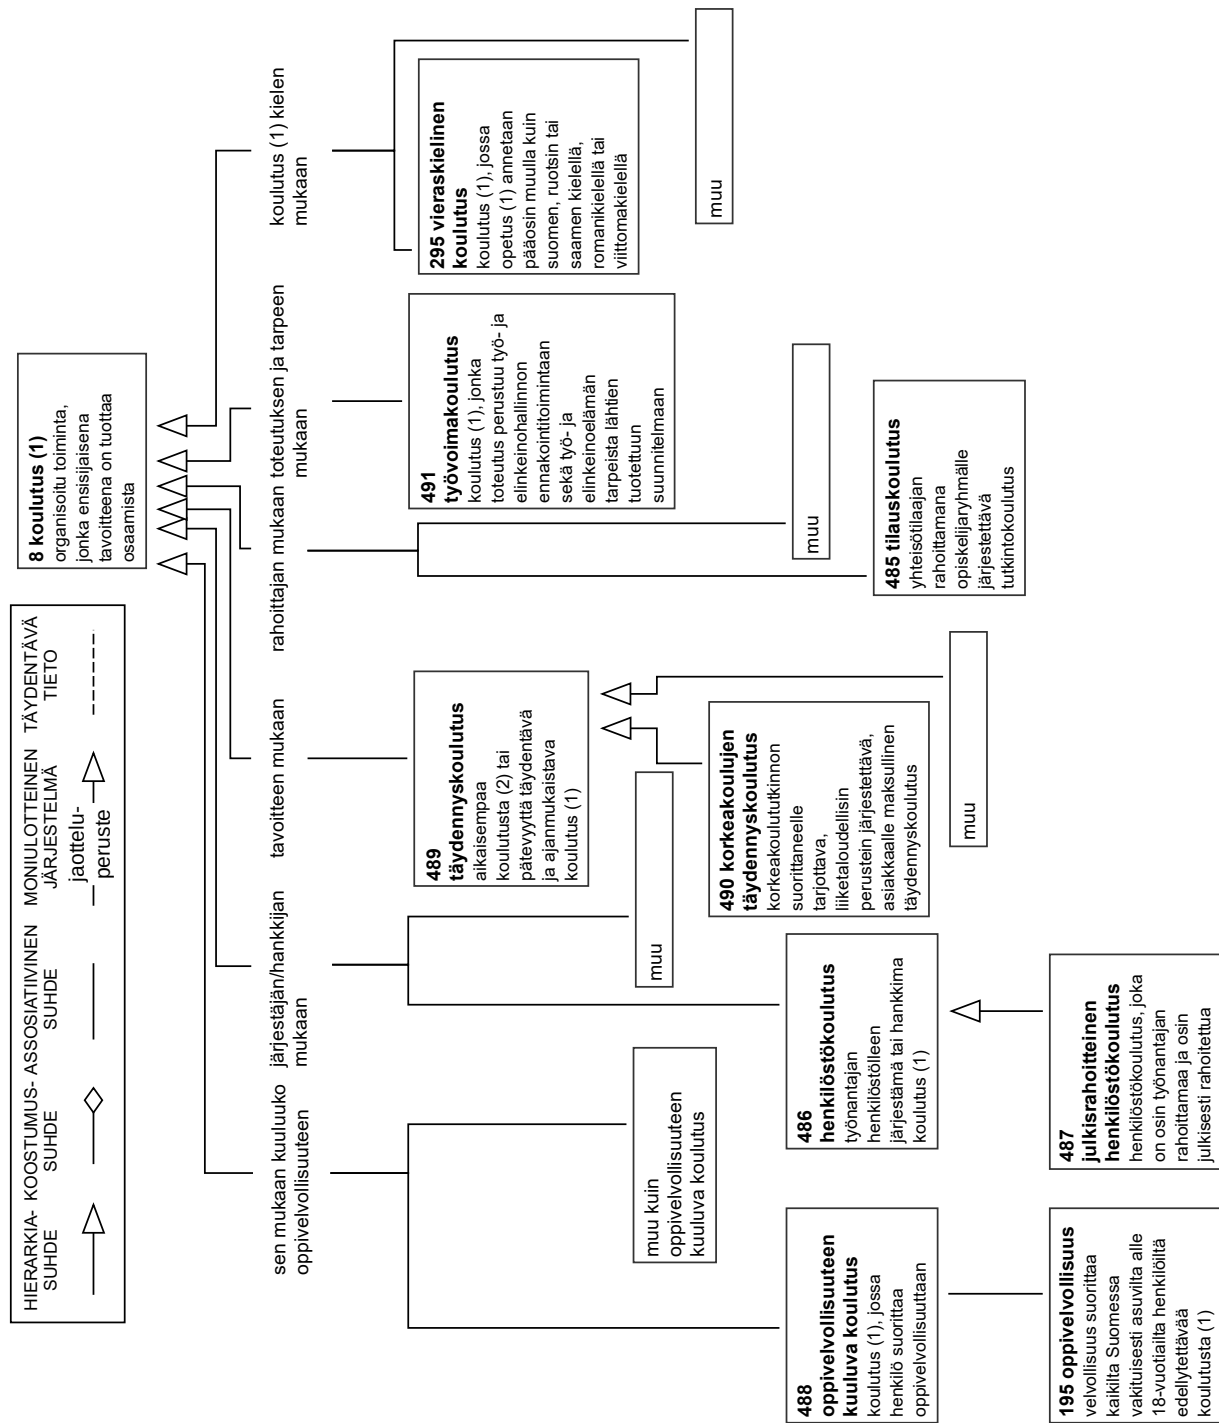 HIERARKIA-
SUHDE
KOOSTUMUS-
SUHDE
ASSOSIATIIVINEN
SUHDE
MONIULOTTEINEN
JÄRJESTELMÄ
jaottelu-
peruste
TÄYDENTÄVÄ
TIETO
8 koulutus (1)
organisoitu toiminta,
jonka ensisijaisena
tavoitteena on tuottaa
osaamista
sen mukaan kuuluuko
oppivelvollisuuteen
järjestäjän/hankkijan
mukaan
tavoitteen mukaan
rahoittajan mukaan
toteutuksen ja tarpeen
mukaan
koulutus (1) kielen
mukaan
488
oppivelvollisuuteen
kuuluva koulutus
koulutus (1), jossa
henkilö suorittaa
oppivelvollisuuttaan
muu kuin
oppivelvollisuuteen
kuuluva koulutus
195 oppivelvollisuus
velvollisuus suorittaa
kaikilta Suomessa
vakituisesti asuvilta alle
18-vuotiailta henkilöiltä
edellytettävää
koulutusta (1)
486
henkilöstökoulutus
työnantajan
henkilöstölleen
järjestämä tai hankkima
koulutus (1)
muu
487
julkisrahoitteinen
henkilöstökoulutus
henkilöstökoulutus, joka
on osin työnantajan
rahoittamaa ja osin
julkisesti rahoitettua
489
täydennyskoulutus
aikaisempaa
koulutusta (2) tai
pätevyyttä täydentävä
ja ajanmukaistava
koulutus (1)
490 korkeakoulujen
täydennyskoulutus
korkeakoulututkinnon
suorittaneelle
tarjottava,
liiketaloudellisin
perustein järjestettävä,
asiakkaalle maksullinen
täydennyskoulutus
muu
485 tilauskoulutus
yhteisötilaajan
rahoittamana
opiskelijaryhmälle
järjestettävä
tutkintokoulutus
muu
491
työvoimakoulutus
koulutus (1), jonka
toteutus perustuu työ- ja
elinkeinohallinnon
ennakointitoimintaan
sekä työ- ja
elinkeinoelämän
tarpeista lähtien
tuotettuun
suunnitelmaan
295 vieraskielinen
koulutus
koulutus (1), jossa
opetus (1) annetaan
pääosin muulla kuin
suomen, ruotsin tai
saamen kielellä,
romanikielellä tai
viittomakielellä
muu